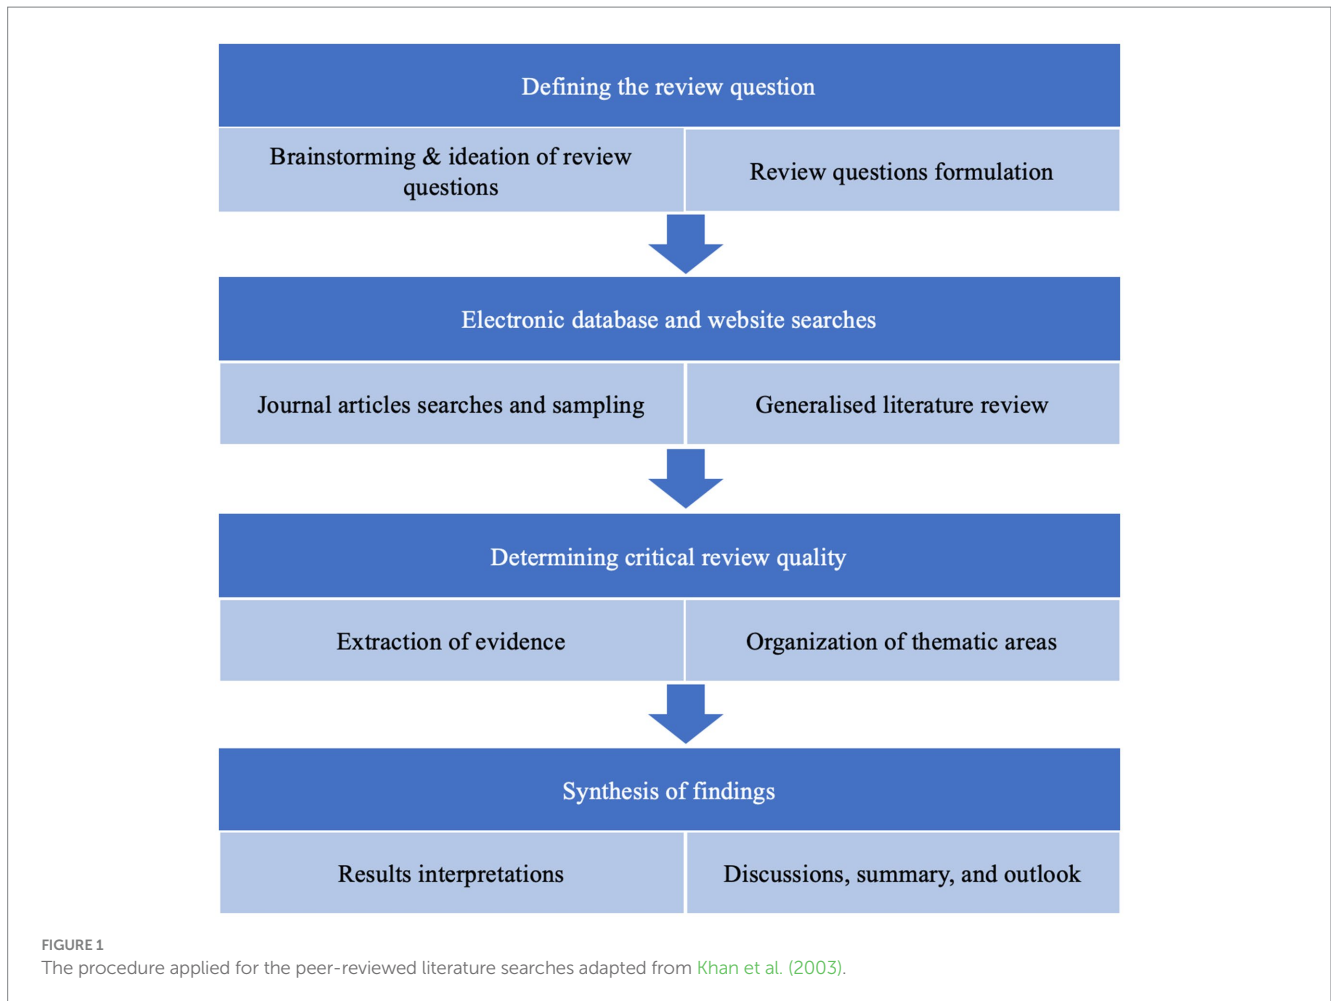 Defining the review question
Brainstorming & ideation of review
questions
Review questions formulation
Electronic database and website searches
Journal articles searches and sampling
Generalised literature review
Determining critical review quality
Extraction of evidence
Organization of thematic areas
Synthesis of findings
Results interpretations
Discussions, summary, and outlook
FIGURE 1
The procedure applied for the peer-reviewed literature searches adapted from Khan et al. (2003).